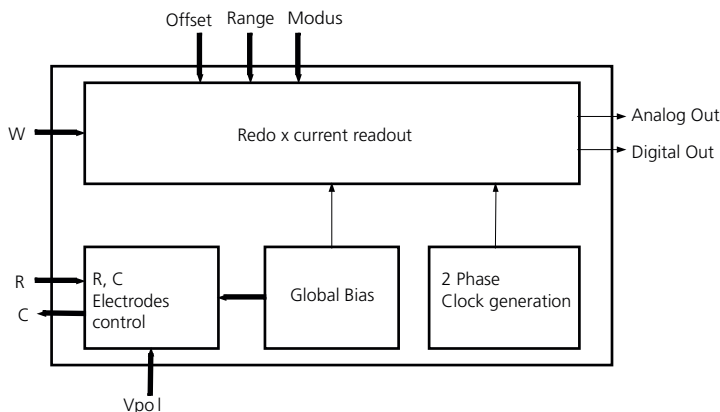 Offset Range Modus
W
Redo x current readout
Analog Out
Digital Out
R
C
R, C
Electrodes
control
Global Bias
2 Phase
Clock generation
Vpol